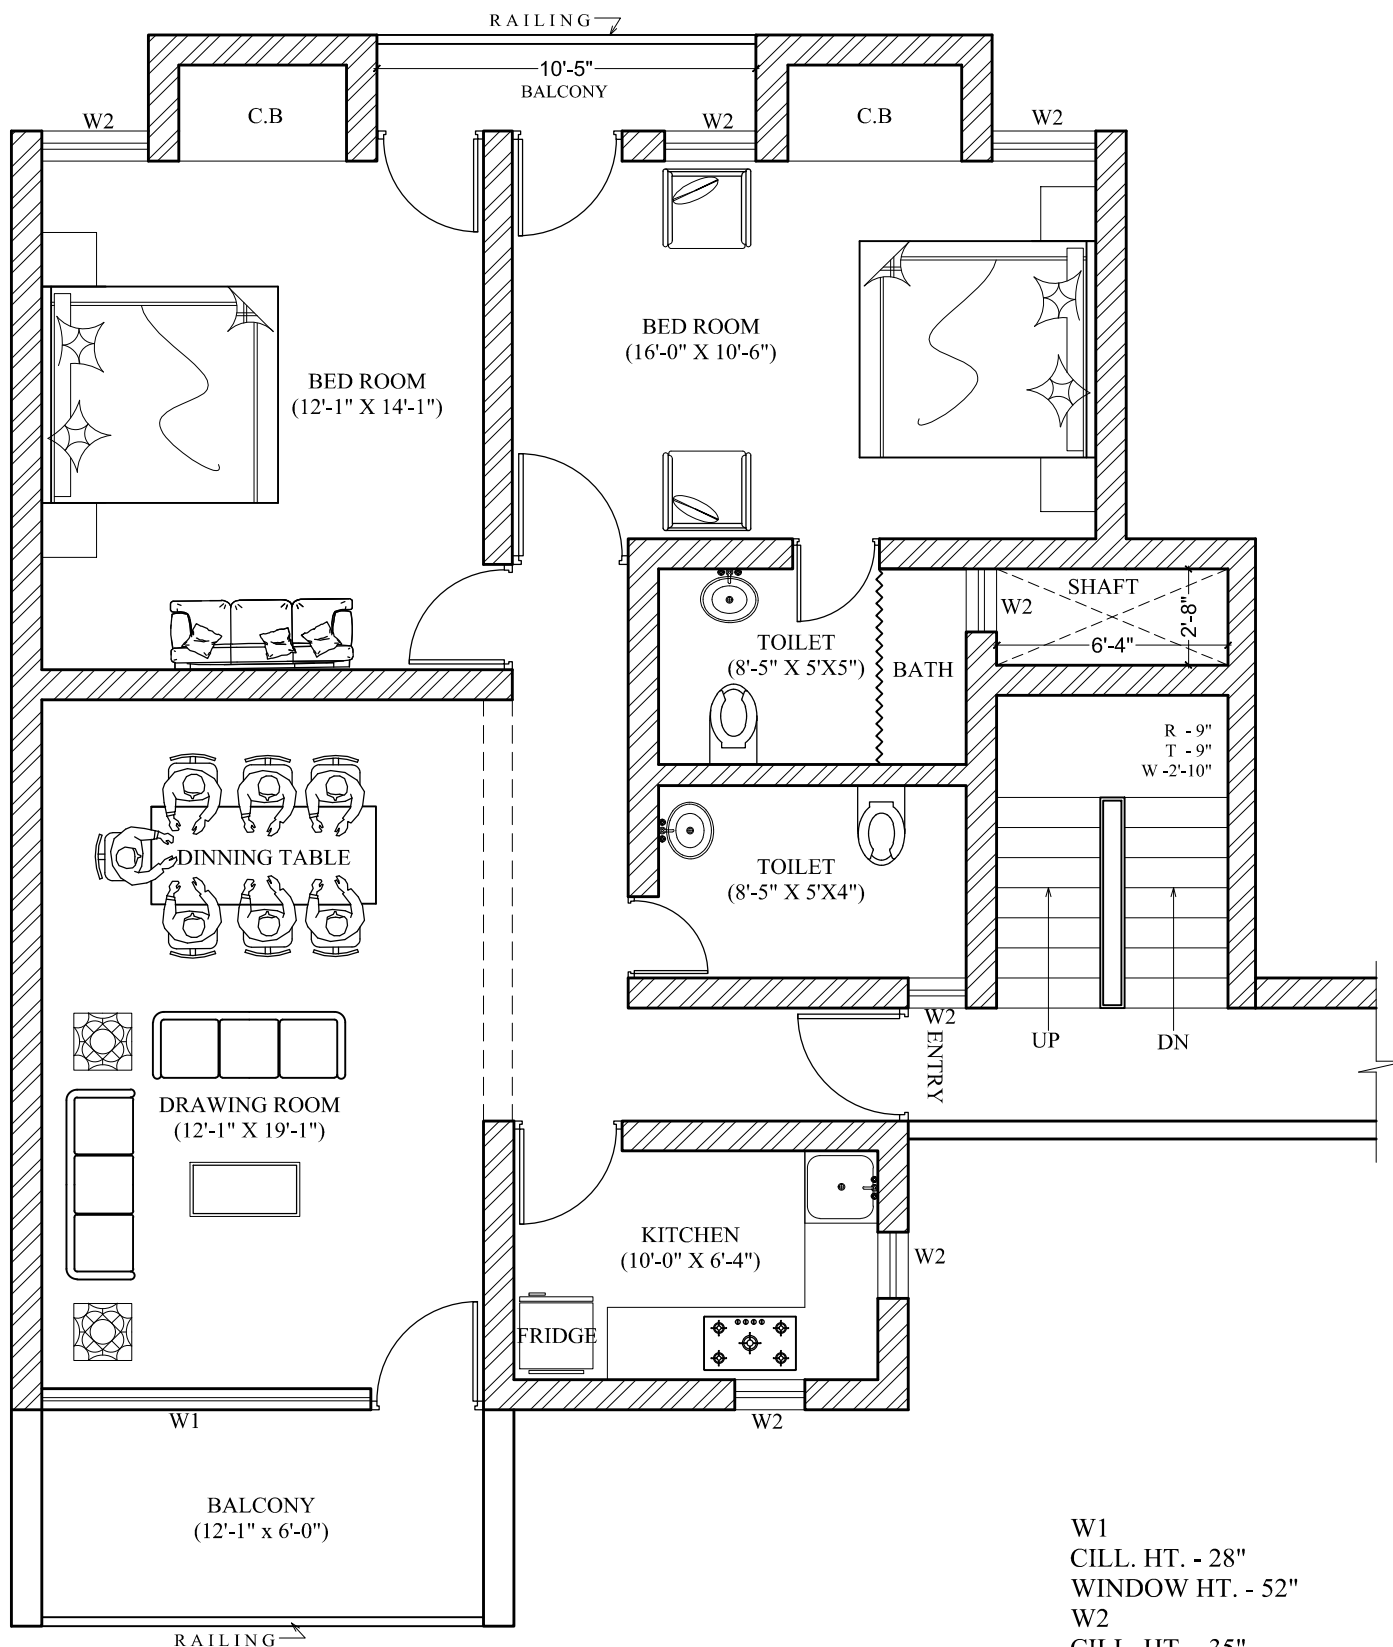 RAILING
10'-5"
BALCONY
W2
C.B
W2
C.B
W2
BED ROOM
(16'-0" X 10'-6")
BED ROOM
(12'-1" X 14'-1")
SHAFT
W2
2'-8"
6'-4"
TOILET
(8'-5" X 5'X5")
BATH
R - 9"
T - 9"
W -2'-10"
DINNING TABLE
TOILET
(8'-5" X 5'X4")
W2
ENTRY
UP
DN
DRAWING ROOM
(12'-1" X 19'-1")
KITCHEN
(10'-0" X 6'-4")
W2
FRIDGE
W1
W2
BALCONY
(12'-1" x 6'-0")
RAILING
W1
CILL. HT. - 28"
WINDOW HT. - 52"
W2
CILL. HT. - 35"